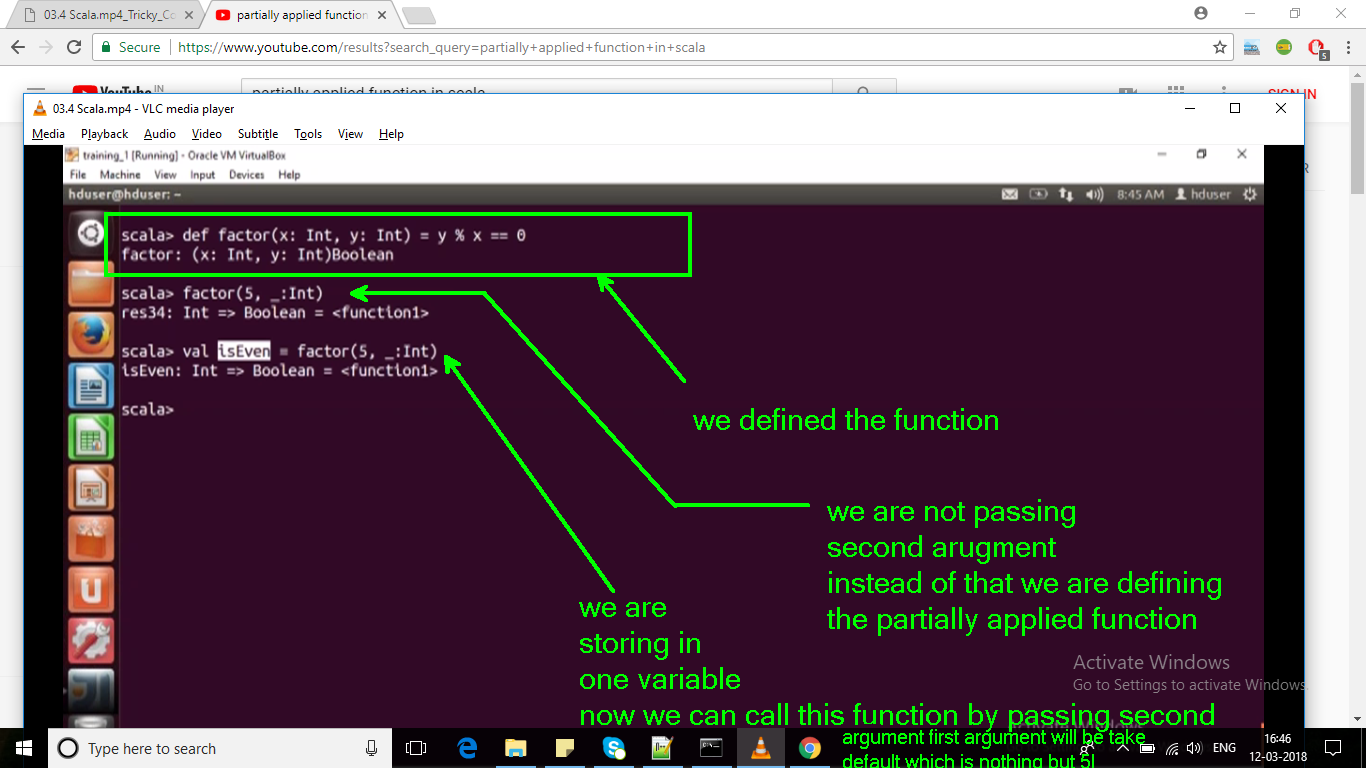 03.4 Scala.mp4_Tricky_Co
partially applied function
Secure
https://www.youtube.com/results?search_query=partially+applied+function+in+scala
5
YouTube IN
partially applied function in scala
SIGN IN
03.4 Scala.mp4 - VLC media player
Media Playback Audio Video Subtitle Tools View Help
training_1 [Running] - Oracle VM VirtualBox
File Machine View Input Devices Help
hduser@hduser: ~
8:45 AM hduser
scala> def factor(x: Int, y: Int) = y % x == 0
factor: (x: Int, y: Int)Boolean
scala> factor(5, _:Int)
res34: Int => Boolean = <function1>
scala> val isEven = factor(5, _:Int)
isEven: Int => Boolean = <function1>
scala>
we defined the function
we are not passing
second arugment
instead of that we are defining
the partially applied function
we are
storing in
one variable
now we can call this function by passing second
argument first argument will be take
default which is nothing but 5l
Activate Windows
Go to Settings to activate Windows.
Type here to search
ENG
16:46
12-03-2018